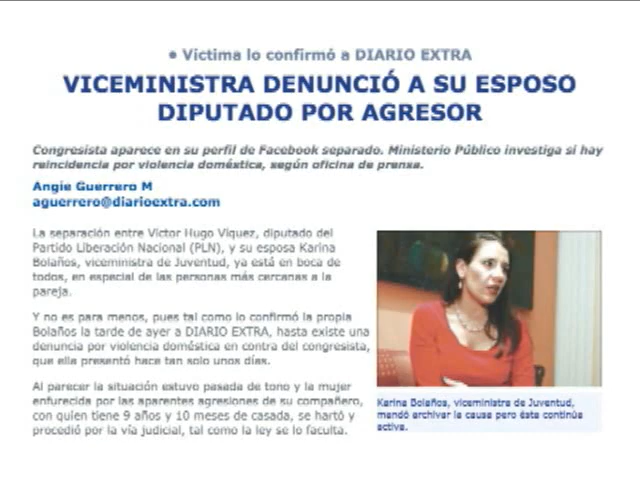 • Víctima lo confirmó a DIARIO EXTRA
VICEMINISTRA DENUNCIÓ A SU ESPOSO
DIPUTADO POR AGRESOR
Congresista aparece en su perfil de Facebook separado. Ministerio Público investiga si hay
reincidencia por violencia doméstica, según oficina de prensa.
Angie Guerrero M
aguerrero@diarioextra.com
La separación entre Víctor Hugo Víquez, diputado del
Partido Liberación Nacional (PLN), y su esposa Karina
Bolaños, viceministra de Juventud, ya está en boca de
todos, en especial de las personas más cercanas a la
pareja.
Y no es para menos, pues tal como lo confirmó la propia
Bolaños la tarde de ayer a DIARIO EXTRA, hasta existe una
denuncia por violencia doméstica en contra del congresista,
que ella presentó hace tan solo unos días.
Al parecer la situación estuvo pasada de tono y la mujer
enfurecida por las aparentes agresiones de su compañero,
con quien tiene 9 años y 10 meses de casada, se hartó y
procedió por la vía judicial, tal como la ley se lo faculta.
Karina Bolaños, viceministra de Juventud,
mandó archivar la causa pero ésta continúa
activa.